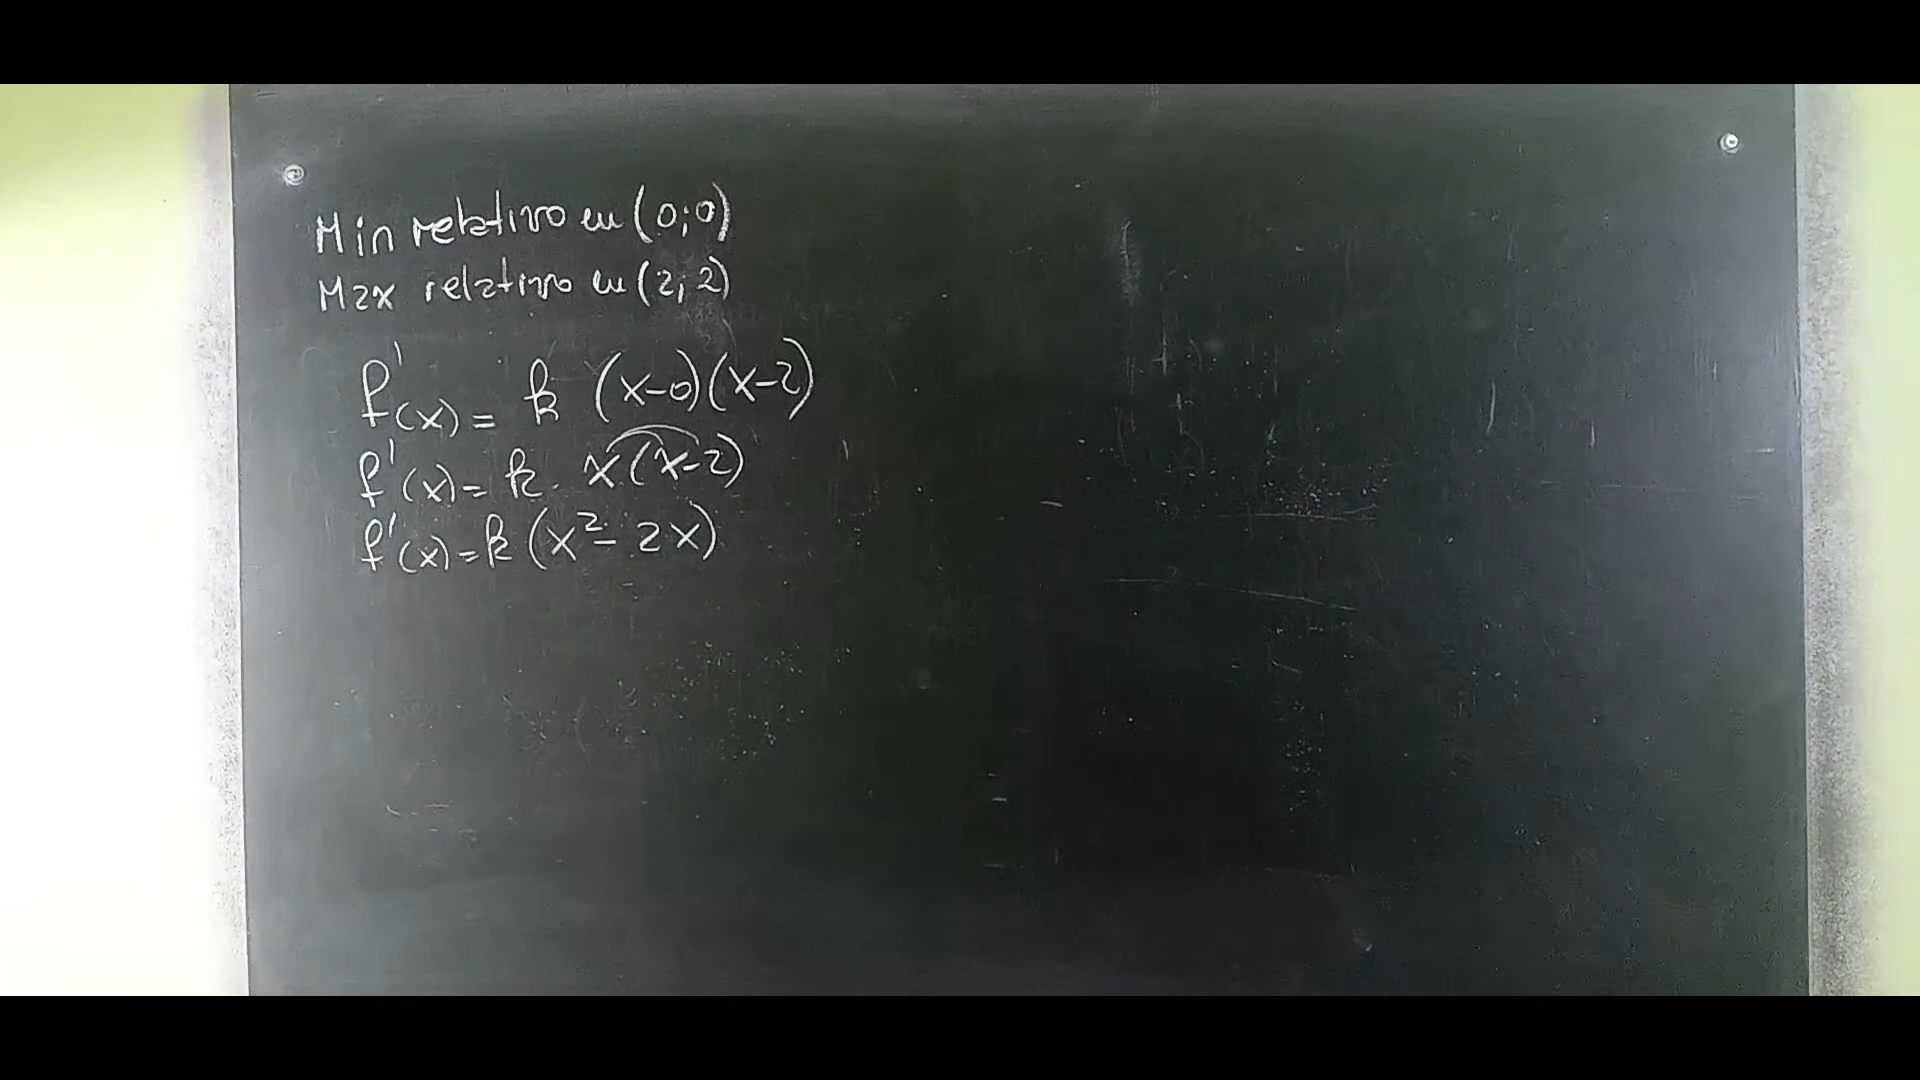 Min relativo en (0;0)
Max relativo en (2;2)
f'(x) = k (x-0)(x-2)
f'(x) = k. x.(x-2)
f'(x) = k (x² - 2x)